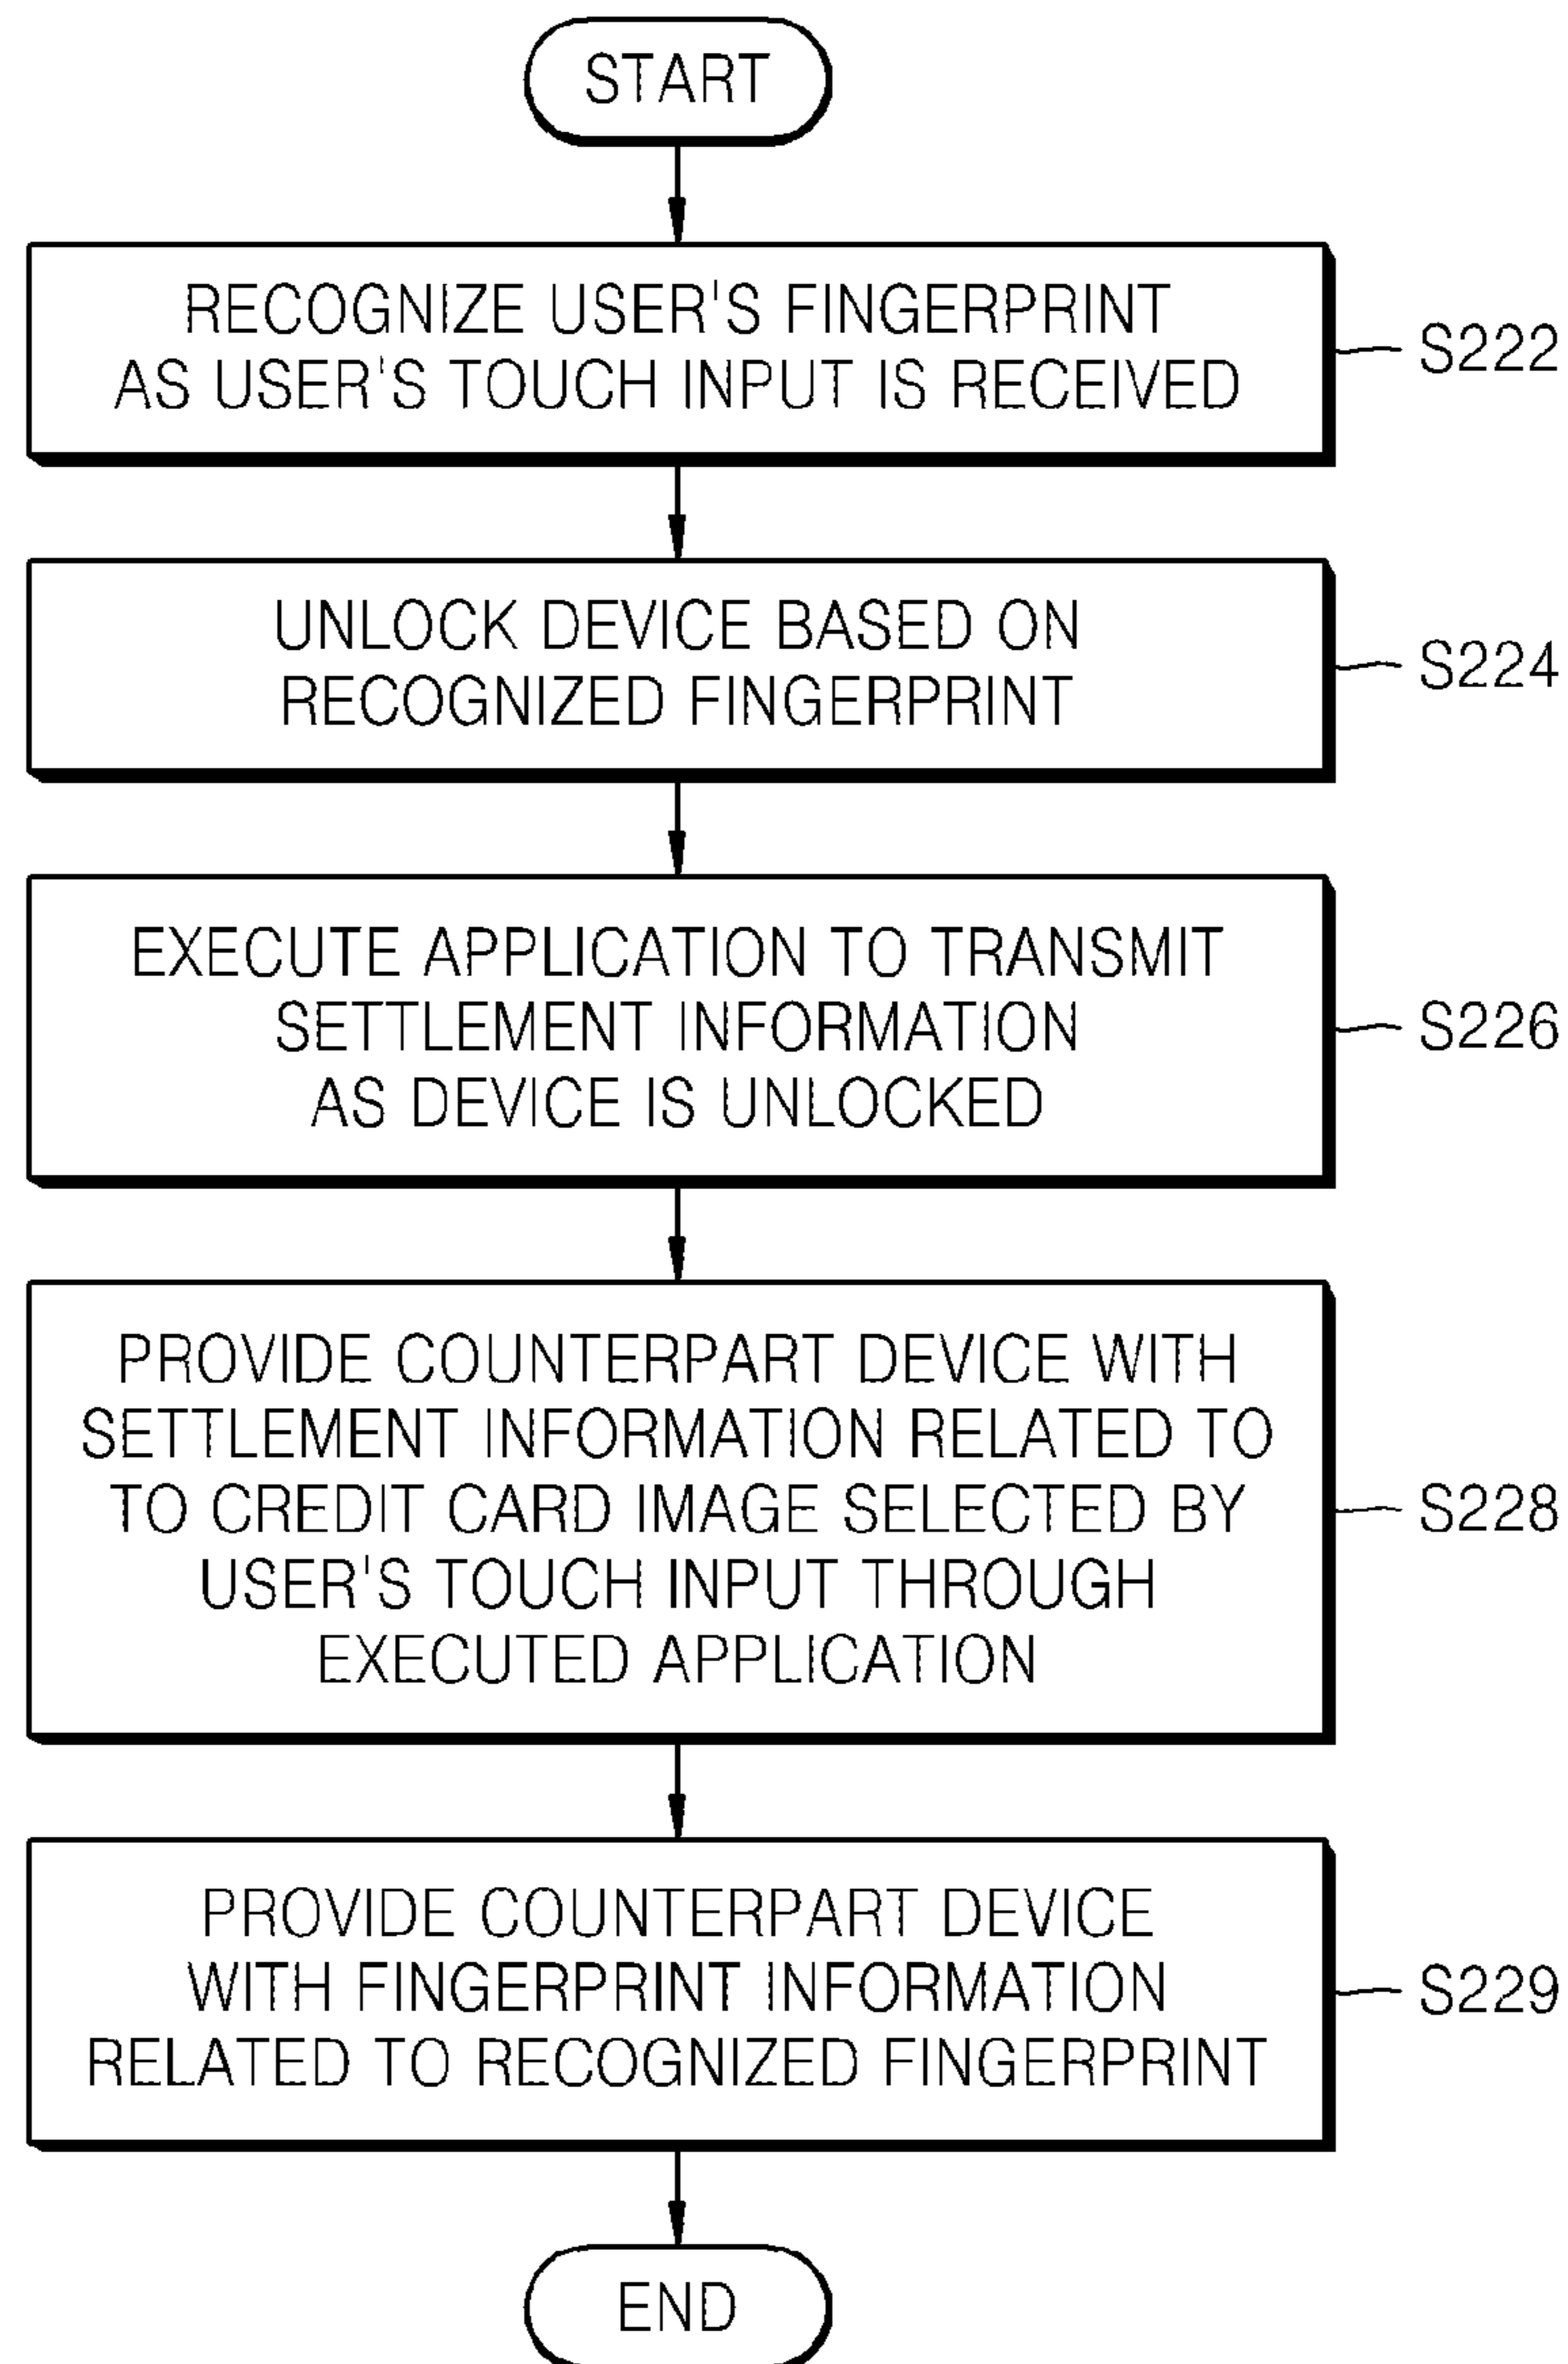 START
RECOGNIZE USER'S FINGERPRINT
AS USER'S TOUCH INPUT IS RECEIVED
S222
UNLOCK DEVICE BASED ON
RECOGNIZED FINGERPRINT
S224
EXECUTE APPLICATION TO TRANSMIT
SETTLEMENT INFORMATION
AS DEVICE IS UNLOCKED
S226
PROVIDE COUNTERPART DEVICE WITH
SETTLEMENT INFORMATION RELATED TO
TO CREDIT CARD IMAGE SELECTED BY
USER'S TOUCH INPUT THROUGH
EXECUTED APPLICATION
S228
PROVIDE COUNTERPART DEVICE
WITH FINGERPRINT INFORMATION
RELATED TO RECOGNIZED FINGERPRINT
S229
END